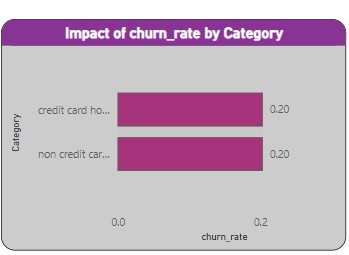 Impact of churn_rate by Category
Category
credit card ho...
0.20
non credit car...
0.20
0.0
0.2
churn_rate